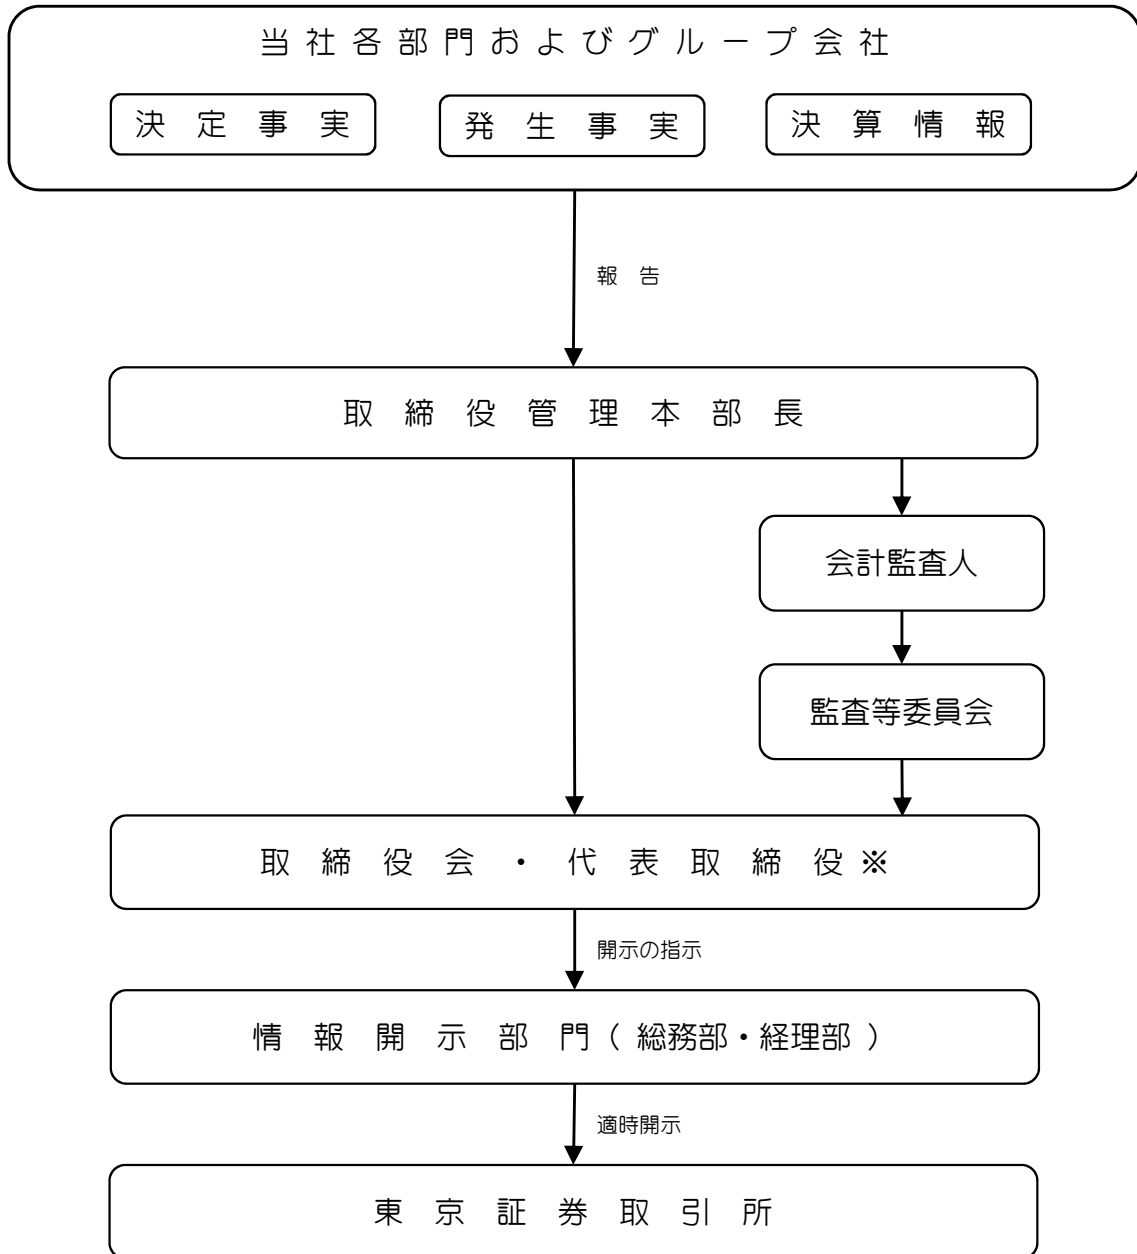 当社各部門およびグループ会社
決定事実
発生事実
決算情報
報告
取締役管理本部長
会計監査人
監査等委員会
取締役会・代表取締役※
開示の指示
情報開示部門(総務部・経理部)
適時開示
東京証券取引所